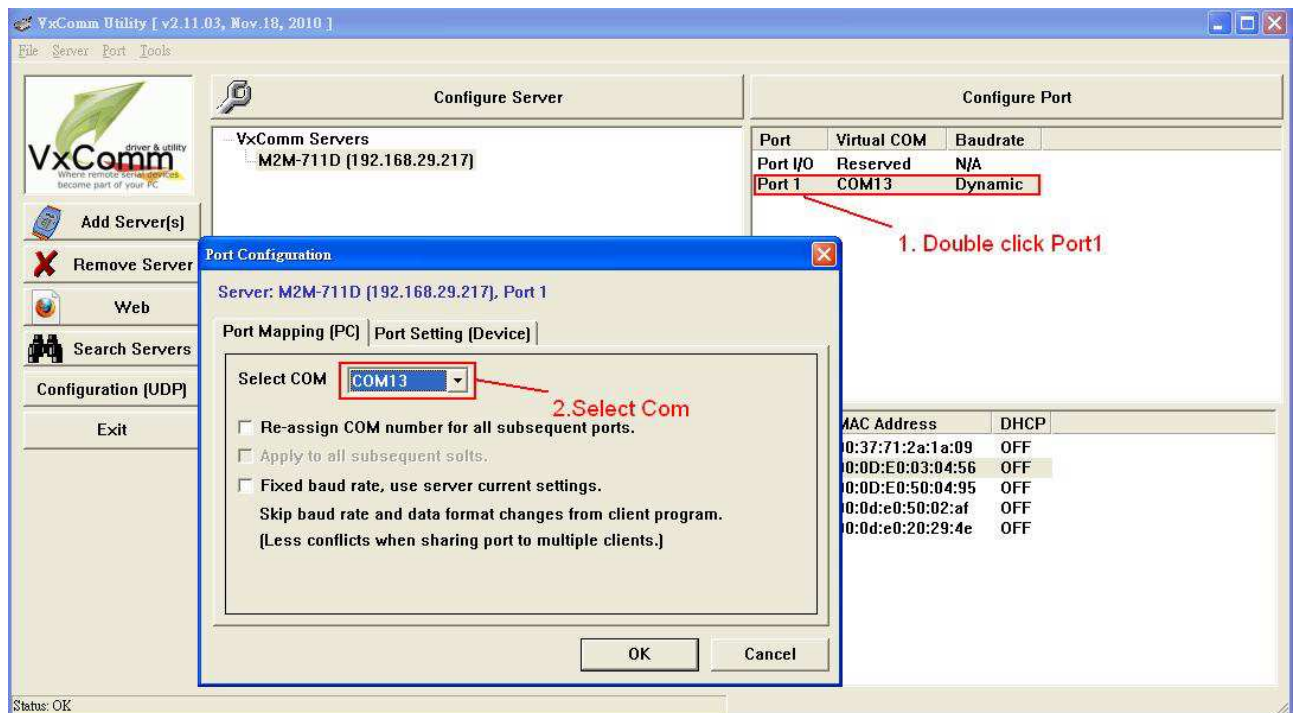 VxComm Utility [ v2.11.03, Nov.18, 2010 ]
File Server Port Tools
driver & utility
VxComm
Where remote serial devices
become part of your PC
Configure Server
Configure Port
VxComm Servers
M2M-711D (192.168.29.217)
Port Virtual COM Baudrate
Port I/O Reserved N/A
Port 1 COM13 Dynamic
1. Double click Port1
Add Server(s)
Remove Server
Web
Search Servers
Configuration (UDP)
Exit
Port Configuration
Server: M2M-711D (192.168.29.217), Port 1
Port Mapping (PC) Port Setting (Device)
Select COM COM13
2.Select Com
Re-assign COM number for all subsequent ports.
Apply to all subsequent solts.
Fixed baud rate, use server current settings.
Skip baud rate and data format changes from client program.
(Less conflicts when sharing port to multiple clients.)
OK Cancel
MAC Address DHCP
0:37:71:2a:1a:09 OFF
0:0D:E0:03:04:56 OFF
0:0D:E0:50:04:95 OFF
0:0d:e0:50:02:af OFF
0:0d:e0:20:29:4e OFF
Status: OK